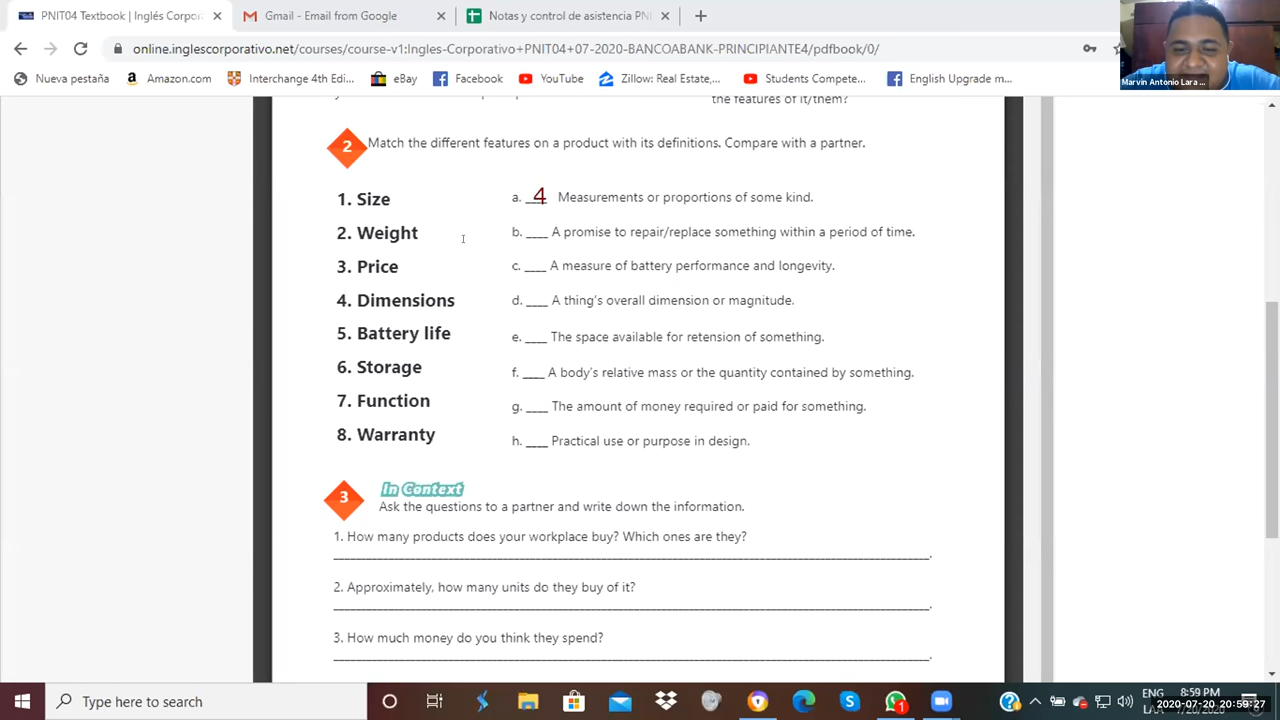 PNIT04 Textbook | Inglés Corpor
Gmail - Email from Google
Notas y control de asistencia PNI
online.inglescorporativo.net/courses/course-v1:Ingles-Corporativo+PNIT04+07-2020-BANCOABANK-PRINCIPIANTE4/pdfbook/0/
Nueva pestaña
Amazon.com
Interchange 4th Edi...
eBay
Facebook
YouTube
Zillow: Real Estate,...
Students Compete...
English Upgrade m...
Marvin Antonio Lara ...
the features of it/them?
2 Match the different features on a product with its definitions. Compare with a partner.
1. Size
2. Weight
3. Price
4. Dimensions
5. Battery life
6. Storage
7. Function
8. Warranty
a. 4 Measurements or proportions of some kind.
b. ____ A promise to repair/replace something within a period of time.
c. ____ A measure of battery performance and longevity.
d. ____ A thing's overall dimension or magnitude.
e. ____ The space available for retension of something.
f. ____ A body's relative mass or the quantity contained by something.
g. ____ The amount of money required or paid for something.
h. ____ Practical use or purpose in design.
3 In Context
Ask the questions to a partner and write down the information.
1. How many products does your workplace buy? Which ones are they?
2. Approximately, how many units do they buy of it?
3. How much money do you think they spend?
Type here to search
1
ENG
8:59 PM
2020-07-20 20:59:27